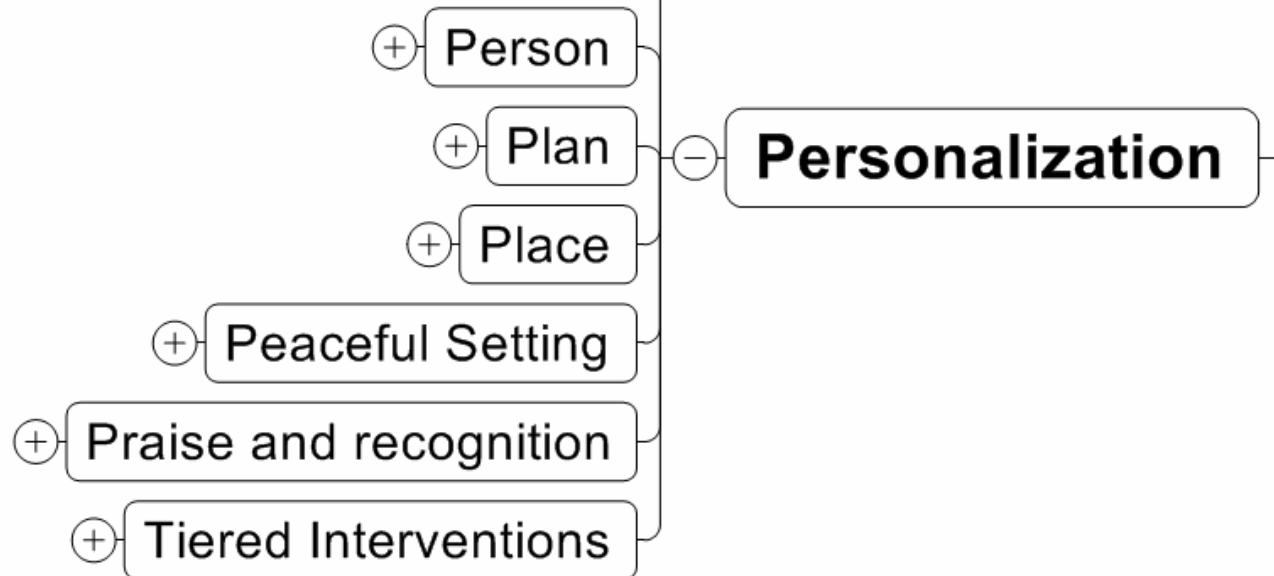 Person
Plan
Personalization
Place
Peaceful Setting
Praise and recognition
Tiered Interventions